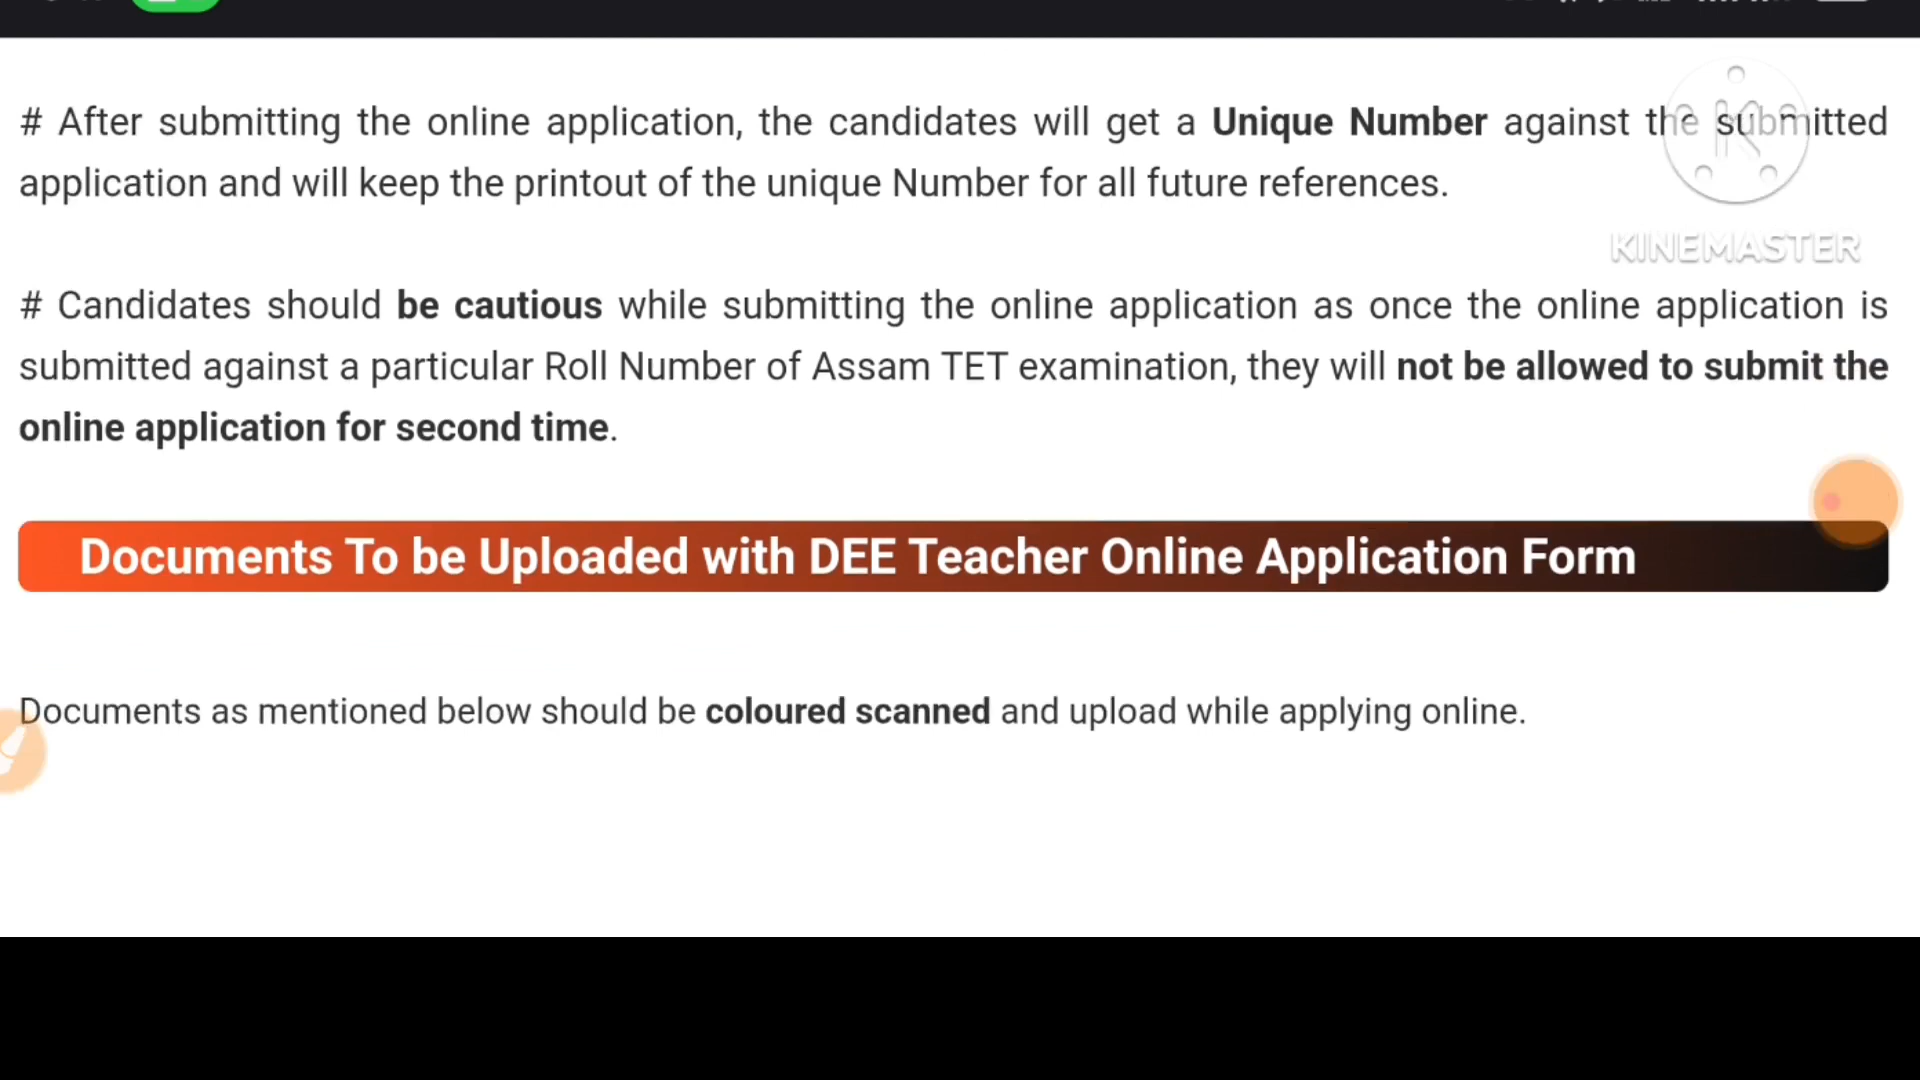 # After submitting the online application, the candidates will get a Unique Number against the submitted
application and will keep the printout of the unique Number for all future references.
KINEMASTER
# Candidates should be cautious while submitting the online application as once the online application is
submitted against a particular Roll Number of Assam TET examination, they will not be allowed to submit the
online application for second time.
Documents To be Uploaded with DEE Teacher Online Application Form
Documents as mentioned below should be coloured scanned and upload while applying online.